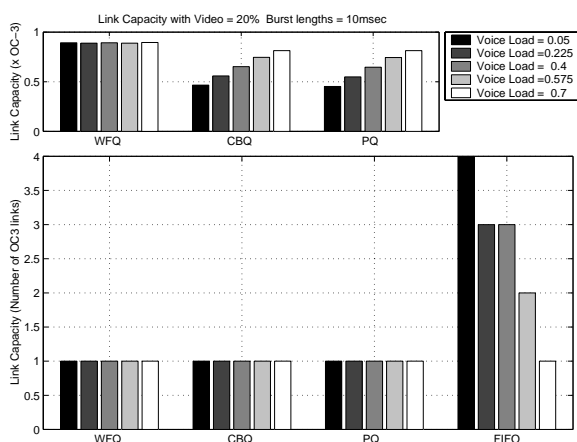 Link Capacity with Video = 20% Burst lengths = 10msec
Link Capacity (x OC−3)
1
0.5
0
WFQ
CBQ
PQ
Voice Load = 0.05
Voice Load = 0.225
Voice Load = 0.4
Voice Load =0.575
Voice Load = 0.7
Link Capacity (Number of OC3 links)
4
3.5
3
2.5
2
1.5
1
0.5
0
WFQ
CBQ
PQ
FIFO